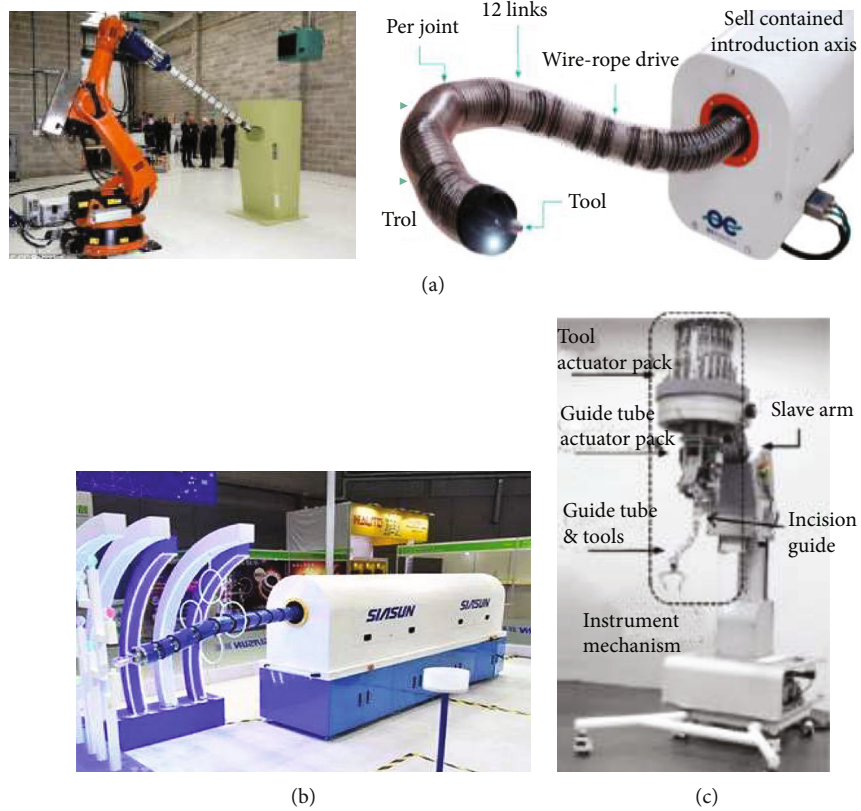 12 links
Per joint
Sell contained
introduction axis
Wire-rope drive
Trol
Tool
(a)
Tool
actuator pack
Guide tube
actuator pack
Slave arm
Guide tube
& tools
Incision
guide
Instrument
mechanism
SIASUN
SIASUN
(b)
(c)